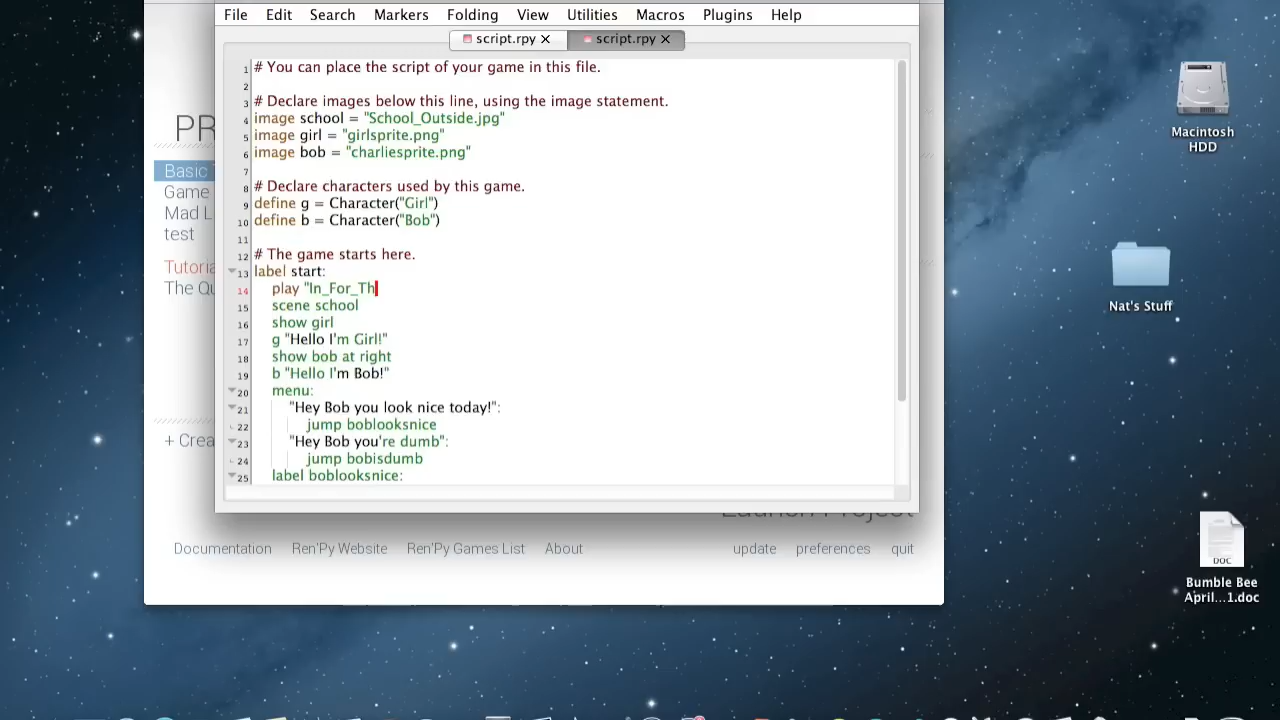 File Edit Search Markers Folding View Utilities Macros Plugins Help
script.rpy script.rpy
1 # You can place the script of your game in this file.
2
3 # Declare images below this line, using the image statement.
4 image school = "School_Outside.jpg"
5 image girl = "girlsprite.png"
6 image bob = "charliesprite.png"
7
8 # Declare characters used by this game.
9 define g = Character("Girl")
10 define b = Character("Bob")
11
12 # The game starts here.
13 label start:
14 play "In_For_Th
15 scene school
16 show girl
17 g "Hello I'm Girl!"
18 show bob at right
19 b "Hello I'm Bob!"
20 menu:
21 "Hey Bob you look nice today!":
22 jump boblooksnice
23 "Hey Bob you're dumb":
24 jump bobisdumb
25 label boblooksnice:
PR
Basic
Game
Mad L
test
Tutoria
The Qu
+ Crea
Launch Project
Documentation Ren'Py Website Ren'Py Games List About update preferences quit
Macintosh
HDD
Nat's Stuff
DOC
Bumble Bee
April...1.doc